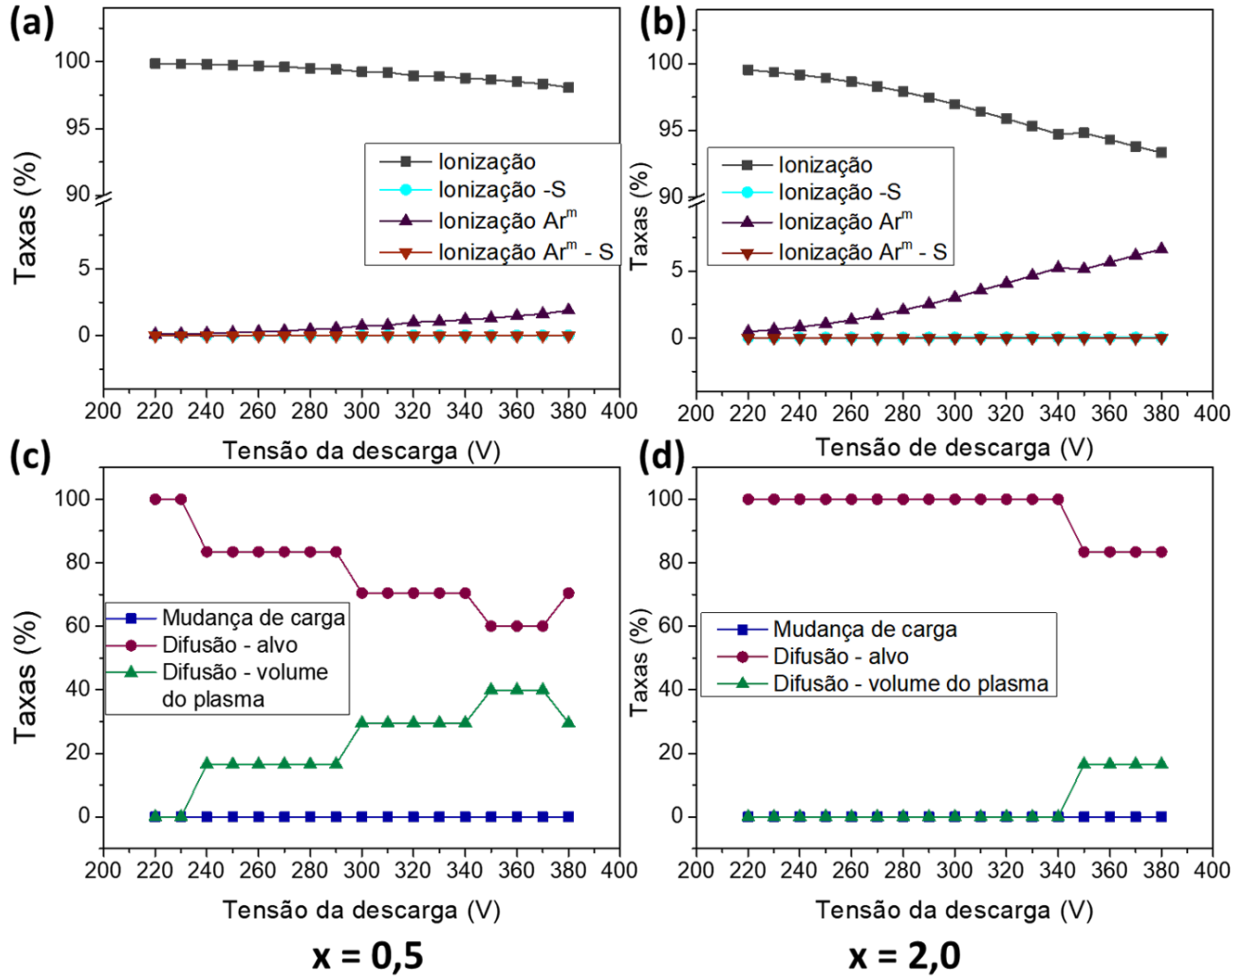 (a)
Taxas (%)
100
95
90
5
0
Ionização
Ionização -S
Ionização Arᵐ
Ionização Arᵐ - S
200 220 240 260 280 300 320 340 360 380 400
Tensão da descarga (V)
(b)
Taxas (%)
100
95
90
5
0
Ionização
Ionização -S
Ionização Arᵐ
Ionização Arᵐ - S
200 220 240 260 280 300 320 340 360 380 400
Tensão de descarga (V)
(c)
Taxas (%)
100
80
60
40
20
0
Mudança de carga
Difusão - alvo
Difusão - volume
do plasma
200 220 240 260 280 300 320 340 360 380 400
Tensão da descarga (V)
x = 0,5
(d)
Taxas (%)
100
80
60
40
20
0
Mudança de carga
Difusão - alvo
Difusão - volume do plasma
200 220 240 260 280 300 320 340 360 380 400
Tensão da descarga (V)
x = 2,0